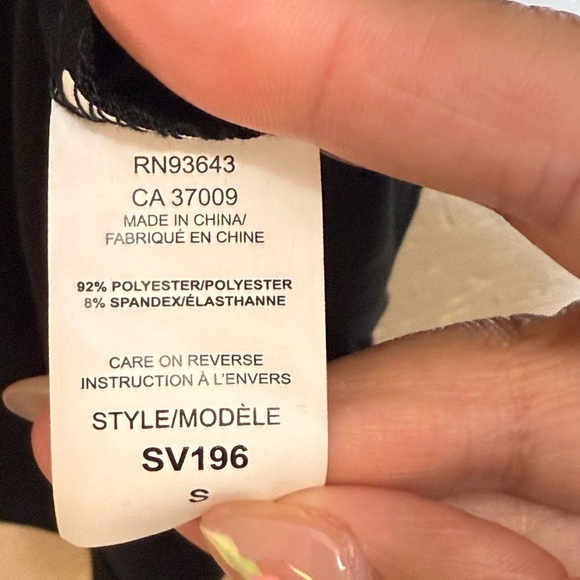 RN93643
CA 37009
MADE IN CHINA/
FABRIQUÉ EN CHINE
92% POLYESTER/POLYESTER
8% SPANDEX/ÉLASTHANNE
CARE ON REVERSE
INSTRUCTION À L'ENVERS
STYLE/MODÈLE
SV196
S